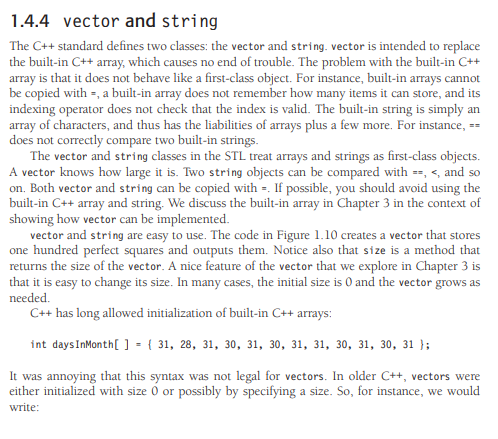 1.4.4 vector and string
The C++ standard defines two classes: the vector and string. vector is intended to replace
the built-in C++ array, which causes no end of trouble. The problem with the built-in C++
array is that it does not behave like a first-class object. For instance, built-in arrays cannot
be copied with =, a built-in array does not remember how many items it can store, and its
indexing operator does not check that the index is valid. The built-in string is simply an
array of characters, and thus has the liabilities of arrays plus a few more. For instance, ==
does not correctly compare two built-in strings.
The vector and string classes in the STL treat arrays and strings as first-class objects.
A vector knows how large it is. Two string objects can be compared with ==, <, and so
on. Both vector and string can be copied with =. If possible, you should avoid using the
built-in C++ array and string. We discuss the built-in array in Chapter 3 in the context of
showing how vector can be implemented.
vector and string are easy to use. The code in Figure 1.10 creates a vector that stores
one hundred perfect squares and outputs them. Notice also that size is a method that
returns the size of the vector. A nice feature of the vector that we explore in Chapter 3 is
that it is easy to change its size. In many cases, the initial size is 0 and the vector grows as
needed.
C++ has long allowed initialization of built-in C++ arrays:
int daysInMonth[ ] = { 31, 28, 31, 30, 31, 30, 31, 31, 30, 31, 30, 31 };
It was annoying that this syntax was not legal for vectors. In older C++, vectors were
either initialized with size 0 or possibly by specifying a size. So, for instance, we would
write: